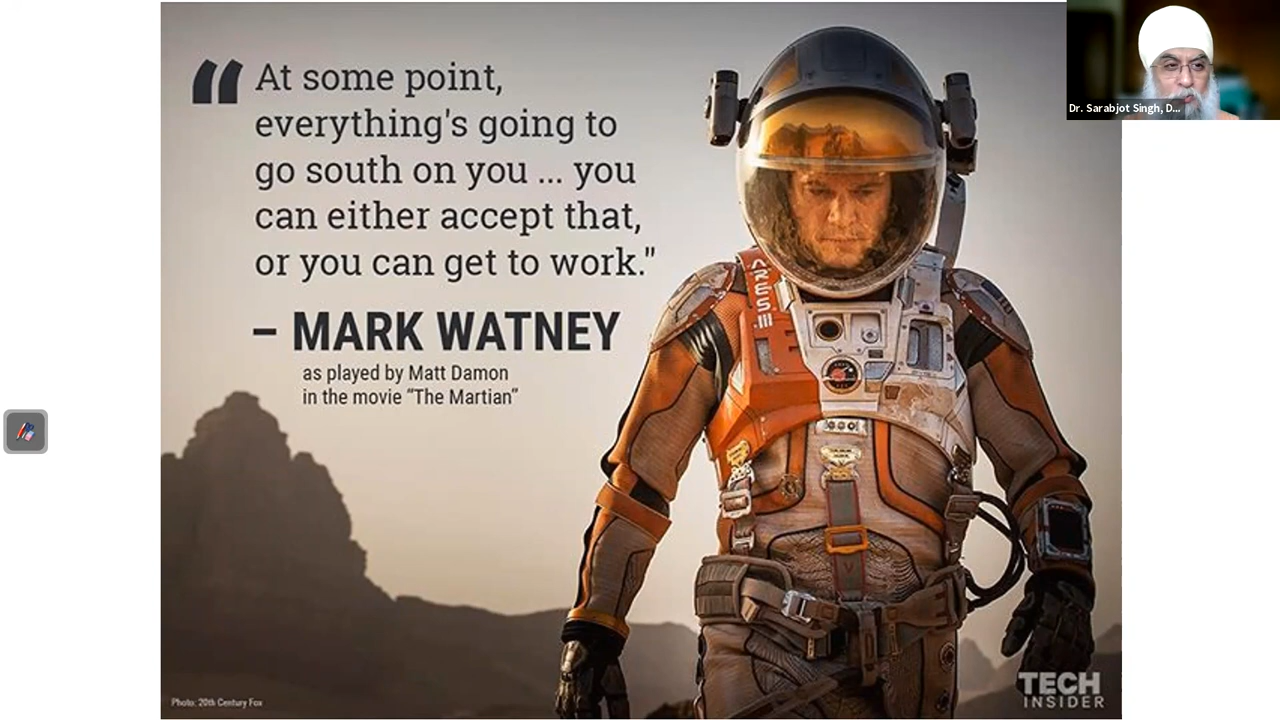 “At some point,
everything's going to
go south on you ... you
can either accept that,
or you can get to work."
– MARK WATNEY
as played by Matt Damon
in the movie “The Martian”
Photo: 20th Century Fox
TECH
INSIDER
ARES III
Dr. Sarabjot Singh, D...